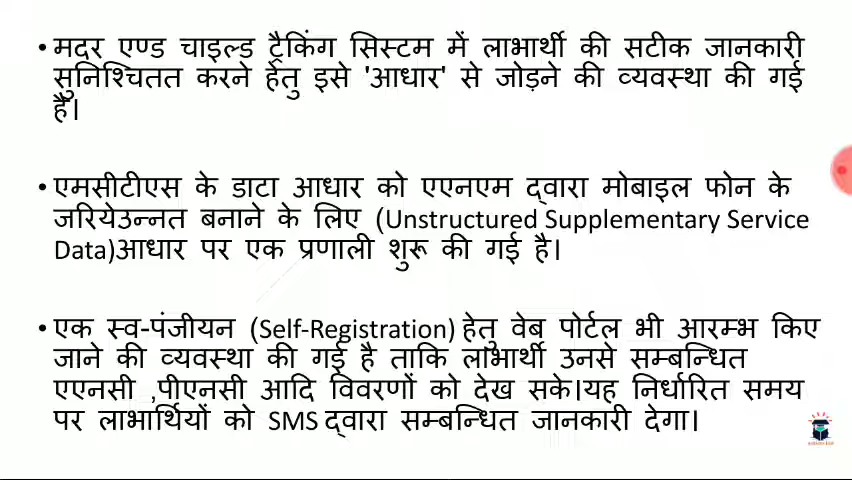 • मदर एण्ड चाइल्ड ट्रैकिंग सिस्टम में लाभार्थी की सटीक जानकारी
सुनिश्चितत करने हेतु इसे 'आधार' से जोड़ने की व्यवस्था की गई
है।
• एमसीटीएस के डाटा आधार को एएनएम द्वारा मोबाइल फोन के
जरियेउन्नत बनाने के लिए (Unstructured Supplementary Service
Data)आधार पर एक प्रणाली शुरू की गई है।
• एक स्व-पंजीयन (Self-Registration) हेतु वेब पोर्टल भी आरम्भ किए
जाने की व्यवस्था की गई है ताकि लाभार्थी उनसे सम्बन्धित
एएनसी ,पीएनसी आदि विवरणों को देख सके।यह निर्धारित समय
पर लाभार्थियों को SMS द्वारा सम्बन्धित जानकारी देगा।